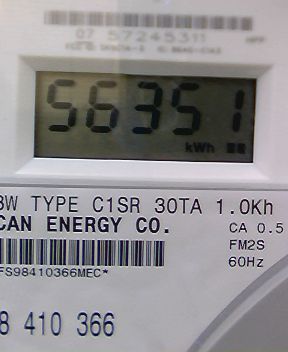 07 57245311
56351
kWh
3W TYPE C1SR 30TA 1.0Kh
CAN ENERGY CO.
CA 0.5
FM2S
60Hz
FS98410366MEC*
8 410 366